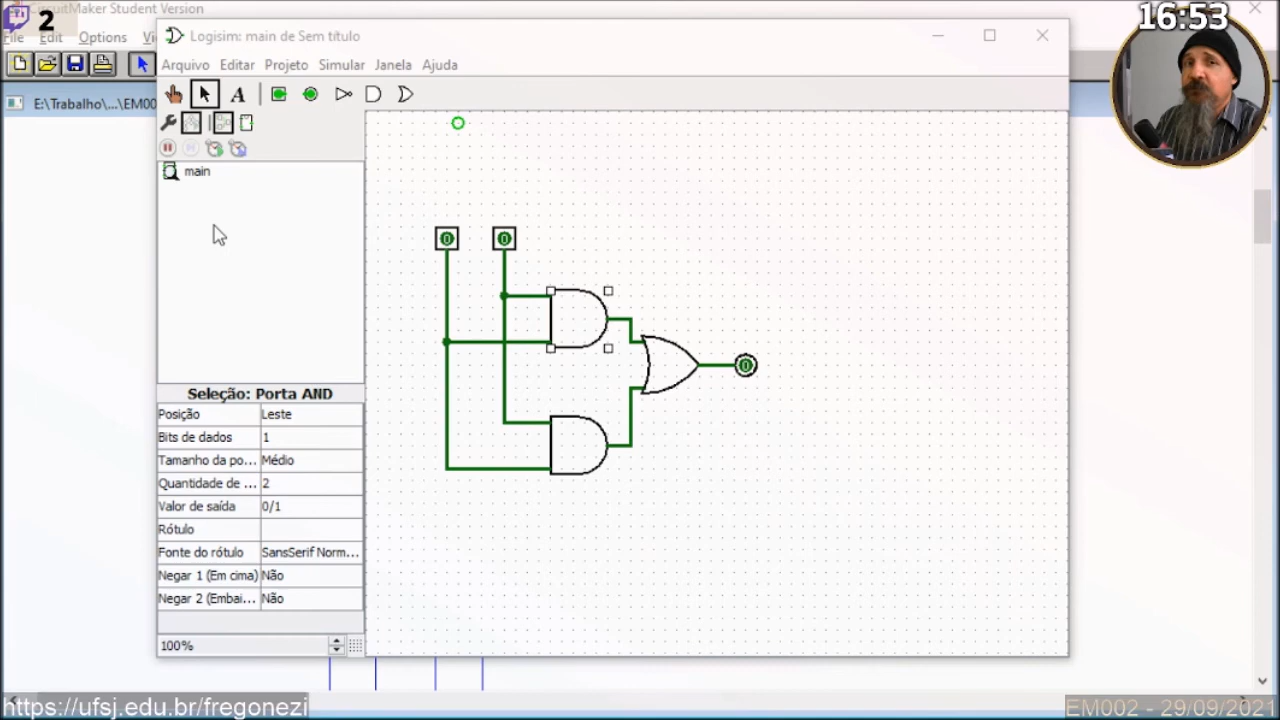 CircuitMaker Student Version
2
16:53
File Edit Options
Logisim: main de Sem título
Arquivo Editar Projeto Simular Janela Ajuda
A
E:\Trabalho\...\EM00
main
0 0
0
Seleção: Porta AND
Posição Leste
Bits de dados 1
Tamanho da po... Médio
Quantidade de ... 2
Valor de saída 0/1
Rótulo
Fonte do rótulo SansSerif Norm...
Negar 1 (Em cima) Não
Negar 2 (Embai... Não
100%
https://ufsj.edu.br/fregonezi
EM002 - 29/09/2021